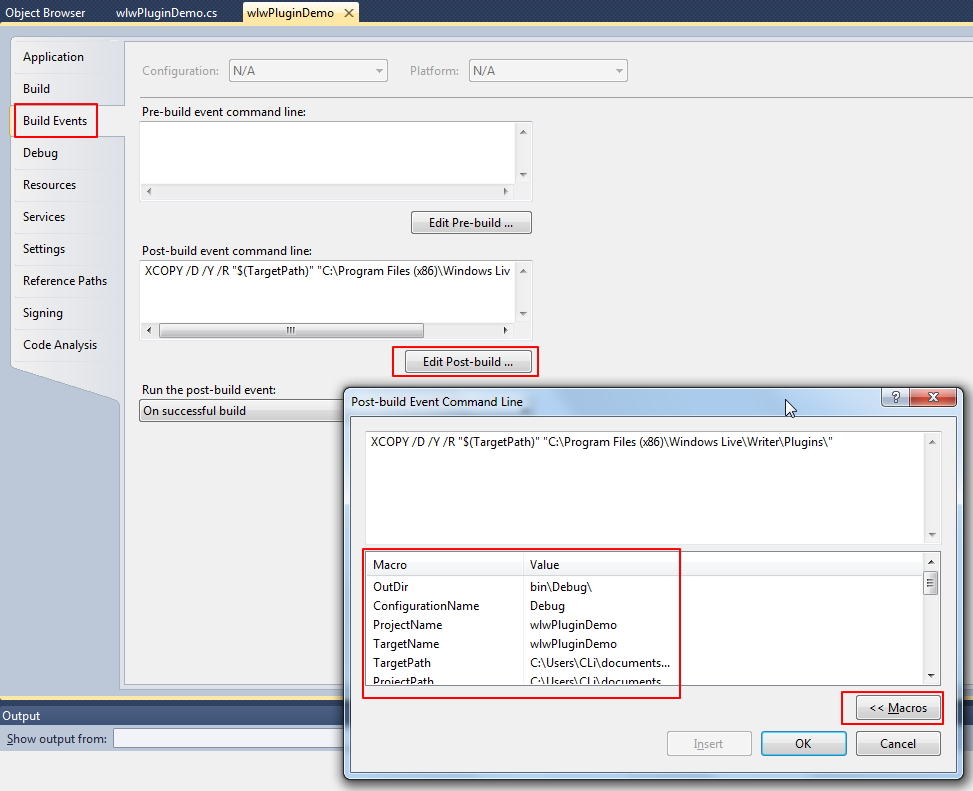 Object Browser wlwPluginDemo.cs wlwPluginDemo
Application
Build
Build Events
Debug
Resources
Services
Settings
Reference Paths
Signing
Code Analysis
Configuration: N/A Platform: N/A
Pre-build event command line:
Edit Pre-build ...
Post-build event command line:
XCOPY /D /Y /R "$(TargetPath)" "C:\Program Files (x86)\Windows Liv
Edit Post-build ...
Run the post-build event:
On successful build
Post-build Event Command Line
XCOPY /D /Y /R "$(TargetPath)" "C:\Program Files (x86)\Windows Live\Writer\Plugins\"
Macro Value
OutDir bin\Debug\
ConfigurationName Debug
ProjectName wlwPluginDemo
TargetName wlwPluginDemo
TargetPath C:\Users\CLi\documents...
ProjectPath C:\Users\CLi\documents
<< Macros
Insert OK Cancel
Output
Show output from: